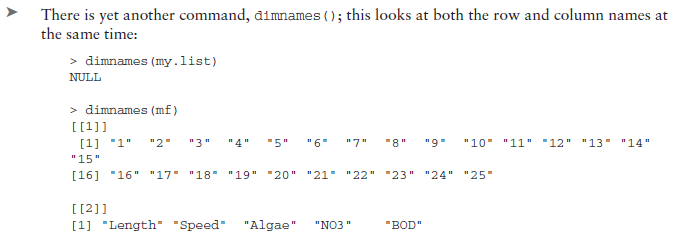 ➤ There is yet another command, dimnames(); this looks at both the row and column names at
the same time:
> dimnames(my.list)
NULL
> dimnames(mf)
[[1]]
[1] "1" "2" "3" "4" "5" "6" "7" "8" "9" "10" "11" "12" "13" "14"
"15"
[16] "16" "17" "18" "19" "20" "21" "22" "23" "24" "25"
[[2]]
[1] "Length" "Speed" "Algae" "NO3" "BOD"